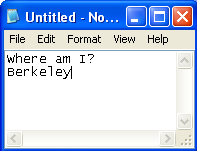 Untitled - No...
File Edit Format View Help
Where am I?
Berkeley